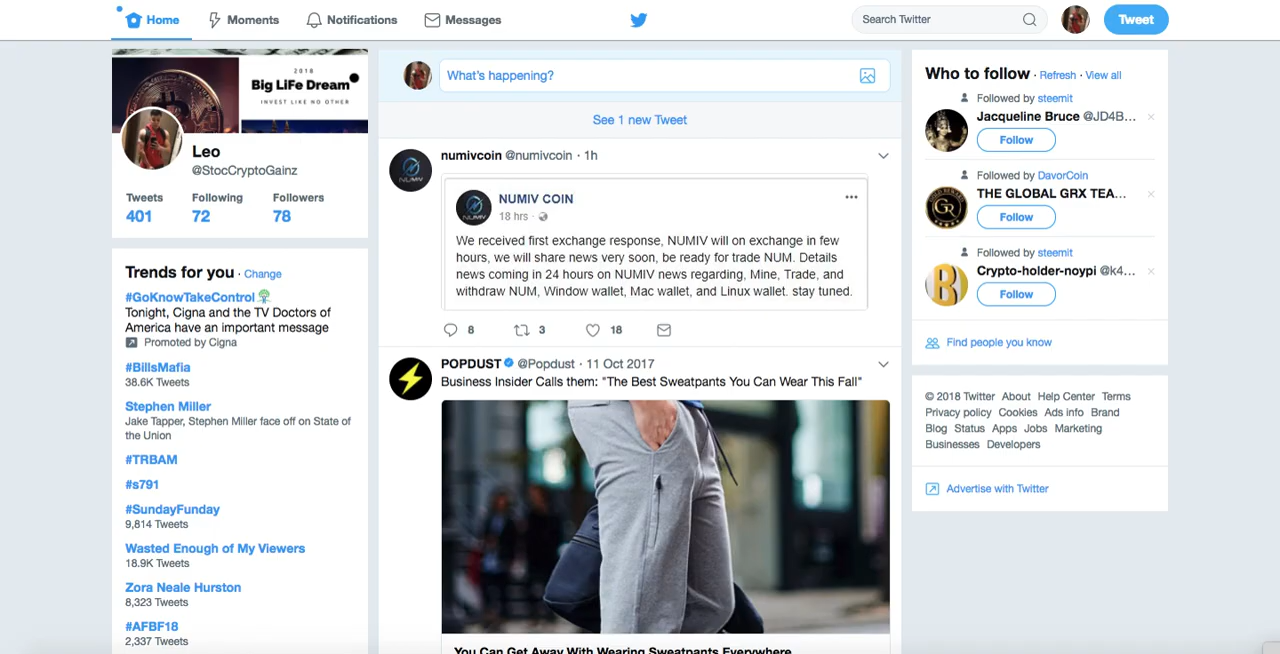 Home
Moments
Notifications
Messages
Search Twitter
Tweet
2018
Big LiFe Dream
INVEST LIKE NO OTHER
Leo
@StocCryptoGainz
Tweets Following Followers
401 72 78
Trends for you · Change
#GoKnowTakeControl
Tonight, Cigna and the TV Doctors of
America have an important message
Promoted by Cigna
#BillsMafia
38.6K Tweets
Stephen Miller
Jake Tapper, Stephen Miller face off on State of
the Union
#TRBAM
#s791
#SundayFunday
9,814 Tweets
Wasted Enough of My Viewers
18.9K Tweets
Zora Neale Hurston
8,323 Tweets
#AFBF18
2,337 Tweets
What's happening?
See 1 new Tweet
numivcoin @numivcoin · 1h
NUMIV
NUMIV COIN
18 hrs ·
NUMIV
We received first exchange response, NUMIV will on exchange in few
hours, we will share news very soon, be ready for trade NUM. Details
news coming in 24 hours on NUMIV news regarding, Mine, Trade, and
withdraw NUM, Window wallet, Mac wallet, and Linux wallet. stay tuned.
8 3 18
POPDUST @Popdust · 11 Oct 2017
Business Insider Calls them: "The Best Sweatpants You Can Wear This Fall"
You Can Get Away With Wearing Sweatpants Everywhere
Who to follow · Refresh · View all
Followed by steemit
Jacqueline Bruce @JD4B...
Follow
Followed by DavorCoin
THE GLOBAL GRX TEA...
GR
Follow
Followed by steemit
Crypto-holder-noypi @k4...
B
Follow
Find people you know
© 2018 Twitter About Help Center Terms
Privacy policy Cookies Ads info Brand
Blog Status Apps Jobs Marketing
Businesses Developers
Advertise with Twitter